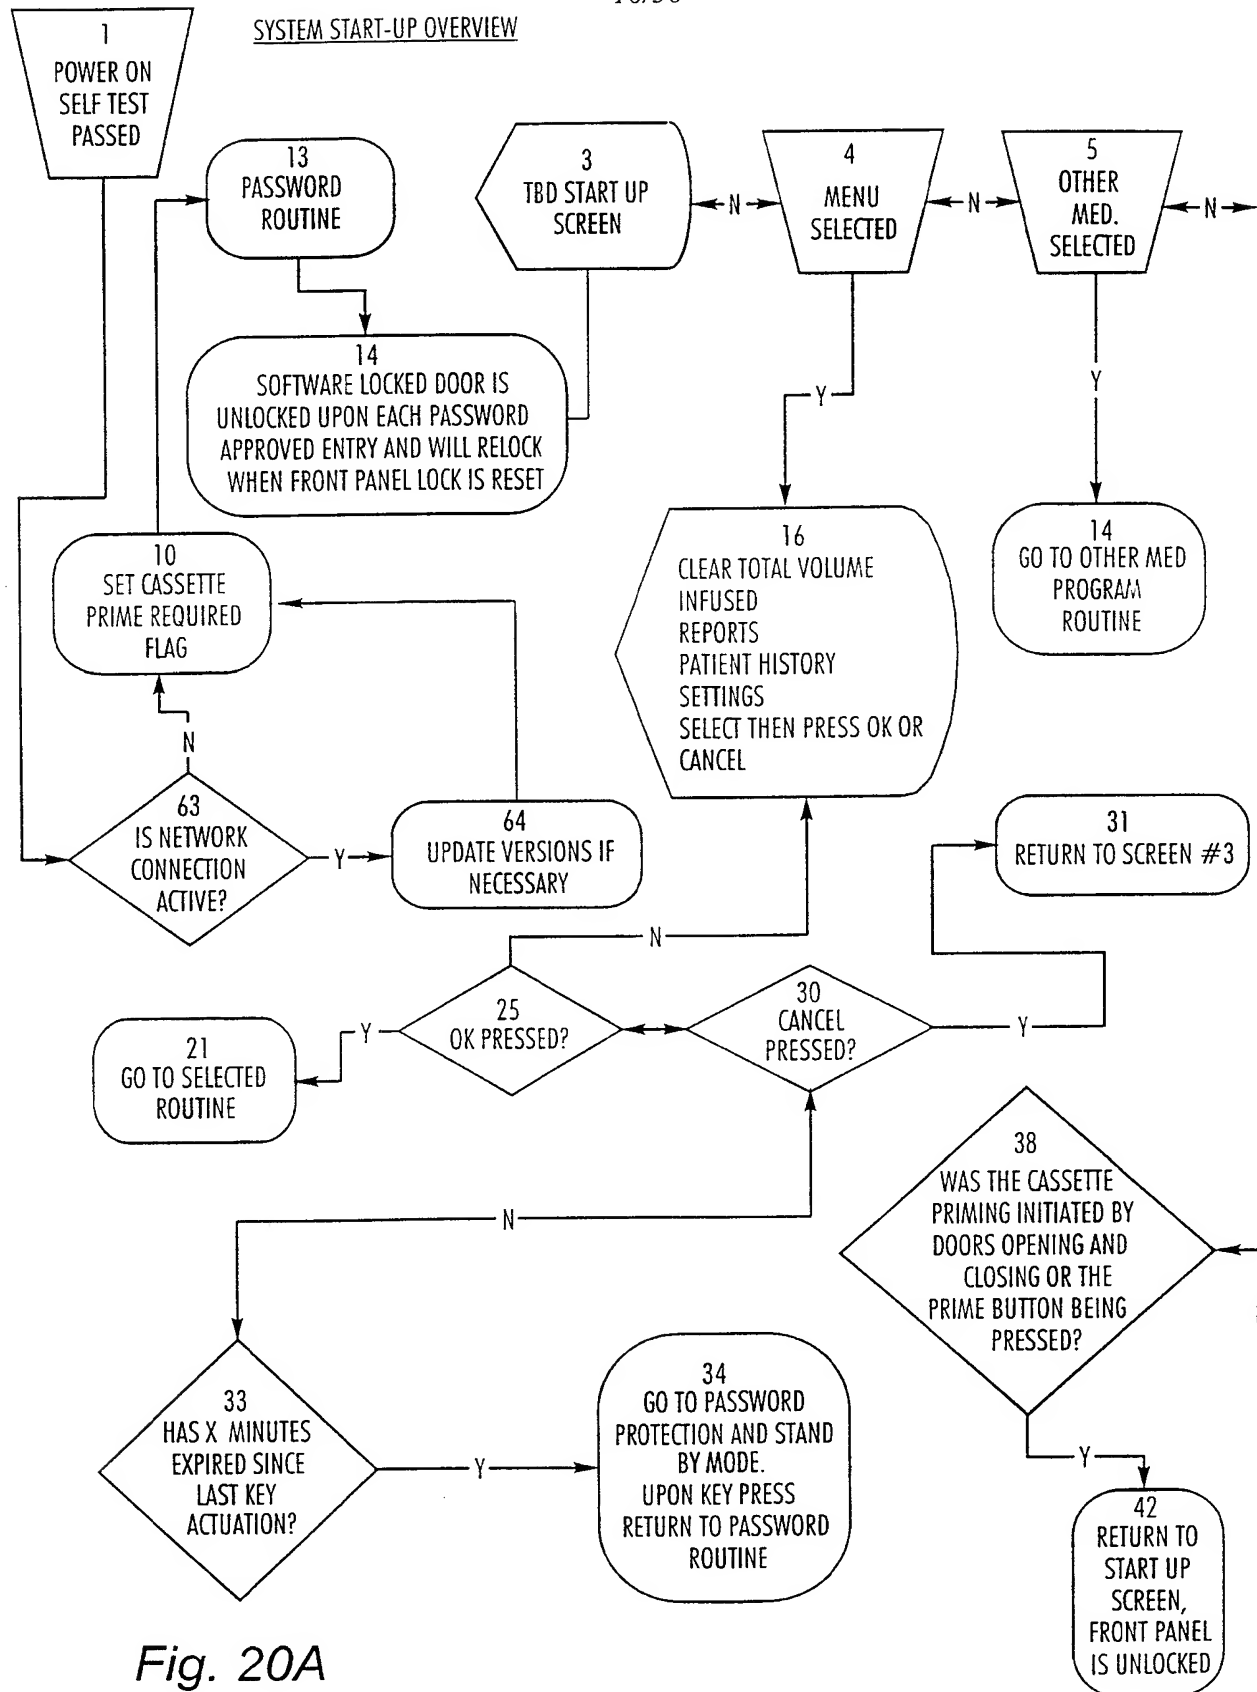 SYSTEM START-UP OVERVIEW
1
POWER ON
SELF TEST
PASSED
13
PASSWORD
ROUTINE
3
TBD START UP
SCREEN
N
4
MENU
SELECTED
N
5
OTHER
MED.
SELECTED
N
14
SOFTWARE LOCKED DOOR IS
UNLOCKED UPON EACH PASSWORD
APPROVED ENTRY AND WILL RELOCK
WHEN FRONT PANEL LOCK IS RESET
Y
Y
10
SET CASSETTE
PRIME REQUIRED
FLAG
16
CLEAR TOTAL VOLUME
INFUSED
REPORTS
PATIENT HISTORY
SETTINGS
SELECT THEN PRESS OK OR
CANCEL
14
GO TO OTHER MED
PROGRAM
ROUTINE
N
63
IS NETWORK
CONNECTION
ACTIVE?
Y
64
UPDATE VERSIONS IF
NECESSARY
31
RETURN TO SCREEN #3
N
25
OK PRESSED?
Y
30
CANCEL
PRESSED?
Y
21
GO TO SELECTED
ROUTINE
N
38
WAS THE CASSETTE
PRIMING INITIATED BY
DOORS OPENING AND
CLOSING OR THE
PRIME BUTTON BEING
PRESSED?
33
HAS X MINUTES
EXPIRED SINCE
LAST KEY
ACTUATION?
Y
34
GO TO PASSWORD
PROTECTION AND STAND
BY MODE.
UPON KEY PRESS
RETURN TO PASSWORD
ROUTINE
Y
42
RETURN TO
START UP
SCREEN,
FRONT PANEL
IS UNLOCKED
Fig. 20A